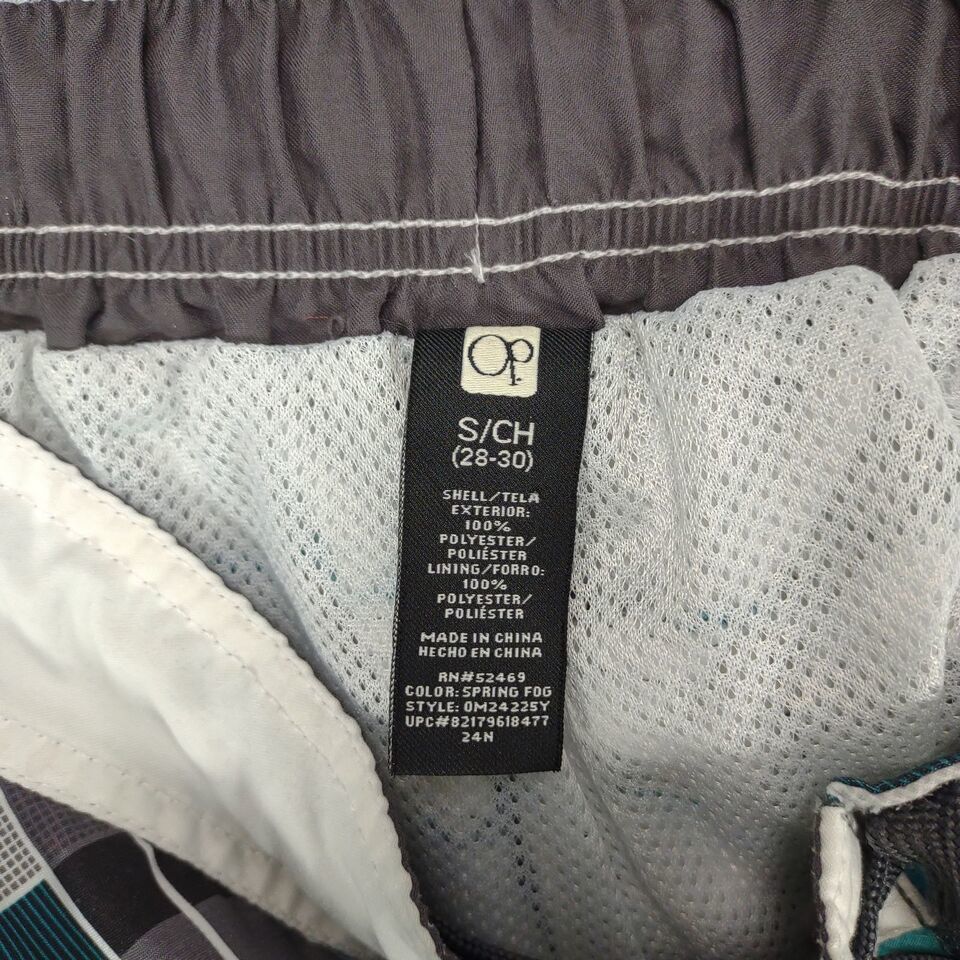 Op
S/CH
(28-30)
SHELL/TELA
EXTERIOR:
100%
POLYESTER/
POLIÉSTER
LINING/FORRO:
100%
POLYESTER/
POLIÉSTER
MADE IN CHINA
HECHO EN CHINA
RN#52469
COLOR: SPRING FOG
STYLE: OM24225Y
UPC#82179618477
24N